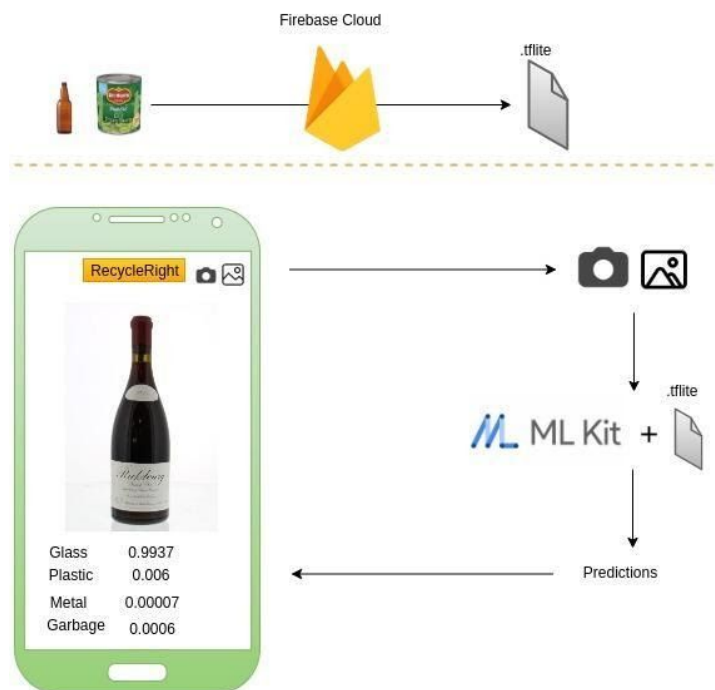 Firebase Cloud
.tflite
RecycleRight
.tflite
ML Kit +
Glass 0.9937
Plastic 0.006
Metal 0.00007
Garbage 0.0006
Predictions